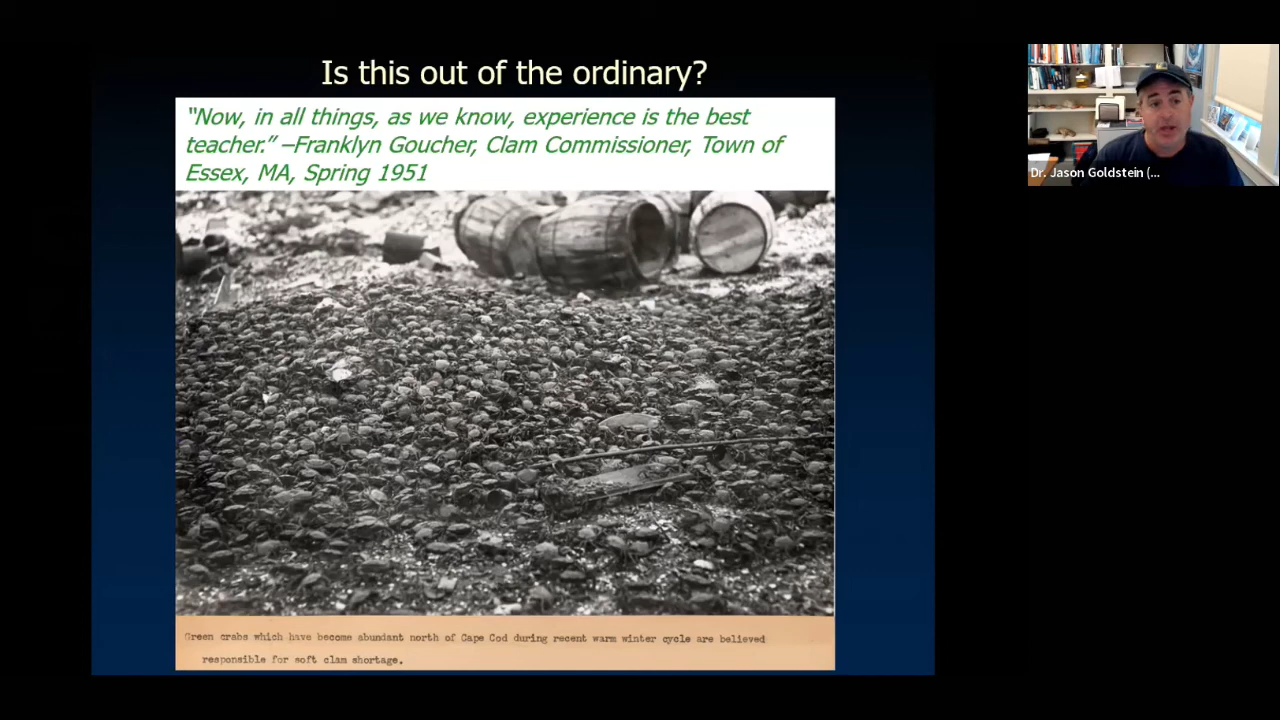 Is this out of the ordinary?
"Now, in all things, as we know, experience is the best
teacher." –Franklyn Goucher, Clam Commissioner, Town of
Essex, MA, Spring 1951
Green crabs which have become abundant north of Cape Cod during recent warm winter cycle are believed
responsible for soft clam shortage.
Dr. Jason Goldstein (...